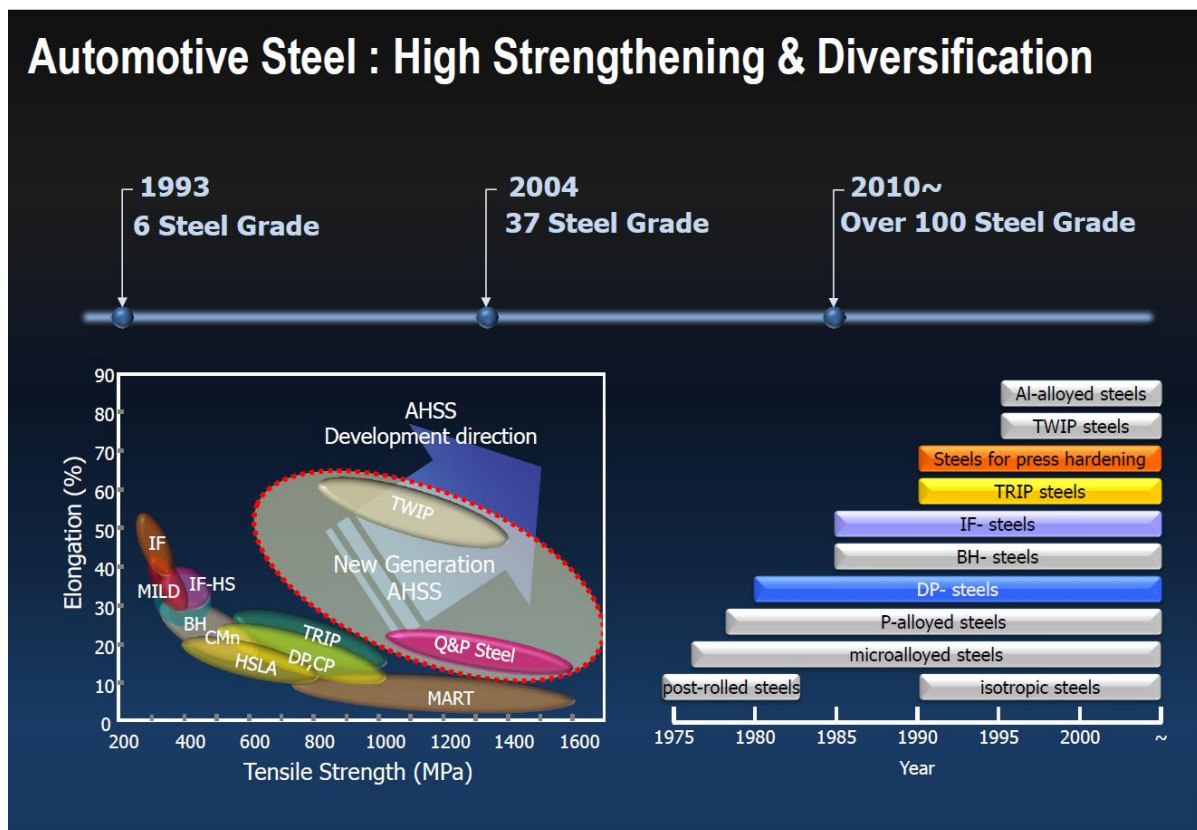 Automotive Steel : High Strengthening & Diversification
1993
6 Steel Grade
2004
37 Steel Grade
2010~
Over 100 Steel Grade
90
80
70
60
50
40
30
20
10
0
Elongation (%)
AHSS
Development direction
TWIP
New Generation
AHSS
IF
MILD
IF-HS
BH
CMn
HSLA
TRIP
DP,CP
Q&P Steel
MART
200 400 600 800 1000 1200 1400 1600
Tensile Strength (MPa)
Al-alloyed steels
TWIP steels
Steels for press hardening
TRIP steels
IF- steels
BH- steels
DP- steels
P-alloyed steels
microalloyed steels
post-rolled steels isotropic steels
1975 1980 1985 1990 1995 2000 ~
Year